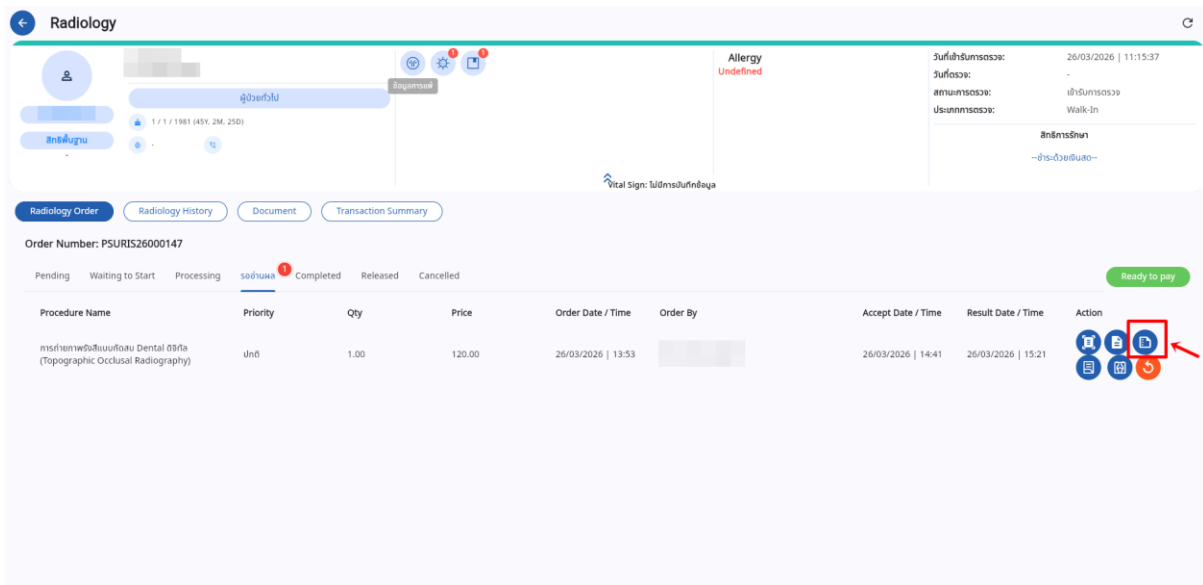 Radiology
ผู้ป่วยทั่วไป
สิทธิพื้นฐาน
-
1 / 1 / 1981 (45Y, 2M, 25D)
-
1
1
ข้อมูลการแพ้
Allergy
Undefined
Vital Sign: ไม่มีการบันทึกข้อมูล
วันที่เข้ารับการตรวจ: 26/03/2026 | 11:15:37
วันที่ตรวจ: -
สถานะการตรวจ: เข้ารับการตรวจ
ประเภทการตรวจ: Walk-In
สิทธิการรักษา
--ชำระด้วยเงินสด--
Radiology Order Radiology History Document Transaction Summary
Order Number: PSURIS26000147
Pending Waiting to Start Processing รออ่านผล 1 Completed Released Cancelled Ready to pay
Procedure Name Priority Qty Price Order Date / Time Order By Accept Date / Time Result Date / Time Action
การถ่ายภาพรังสีแบบกัดสบ Dental ดิจิทัล
(Topographic Occlusal Radiography) ปกติ 1.00 120.00 26/03/2026 | 13:53 26/03/2026 | 14:41 26/03/2026 | 15:21